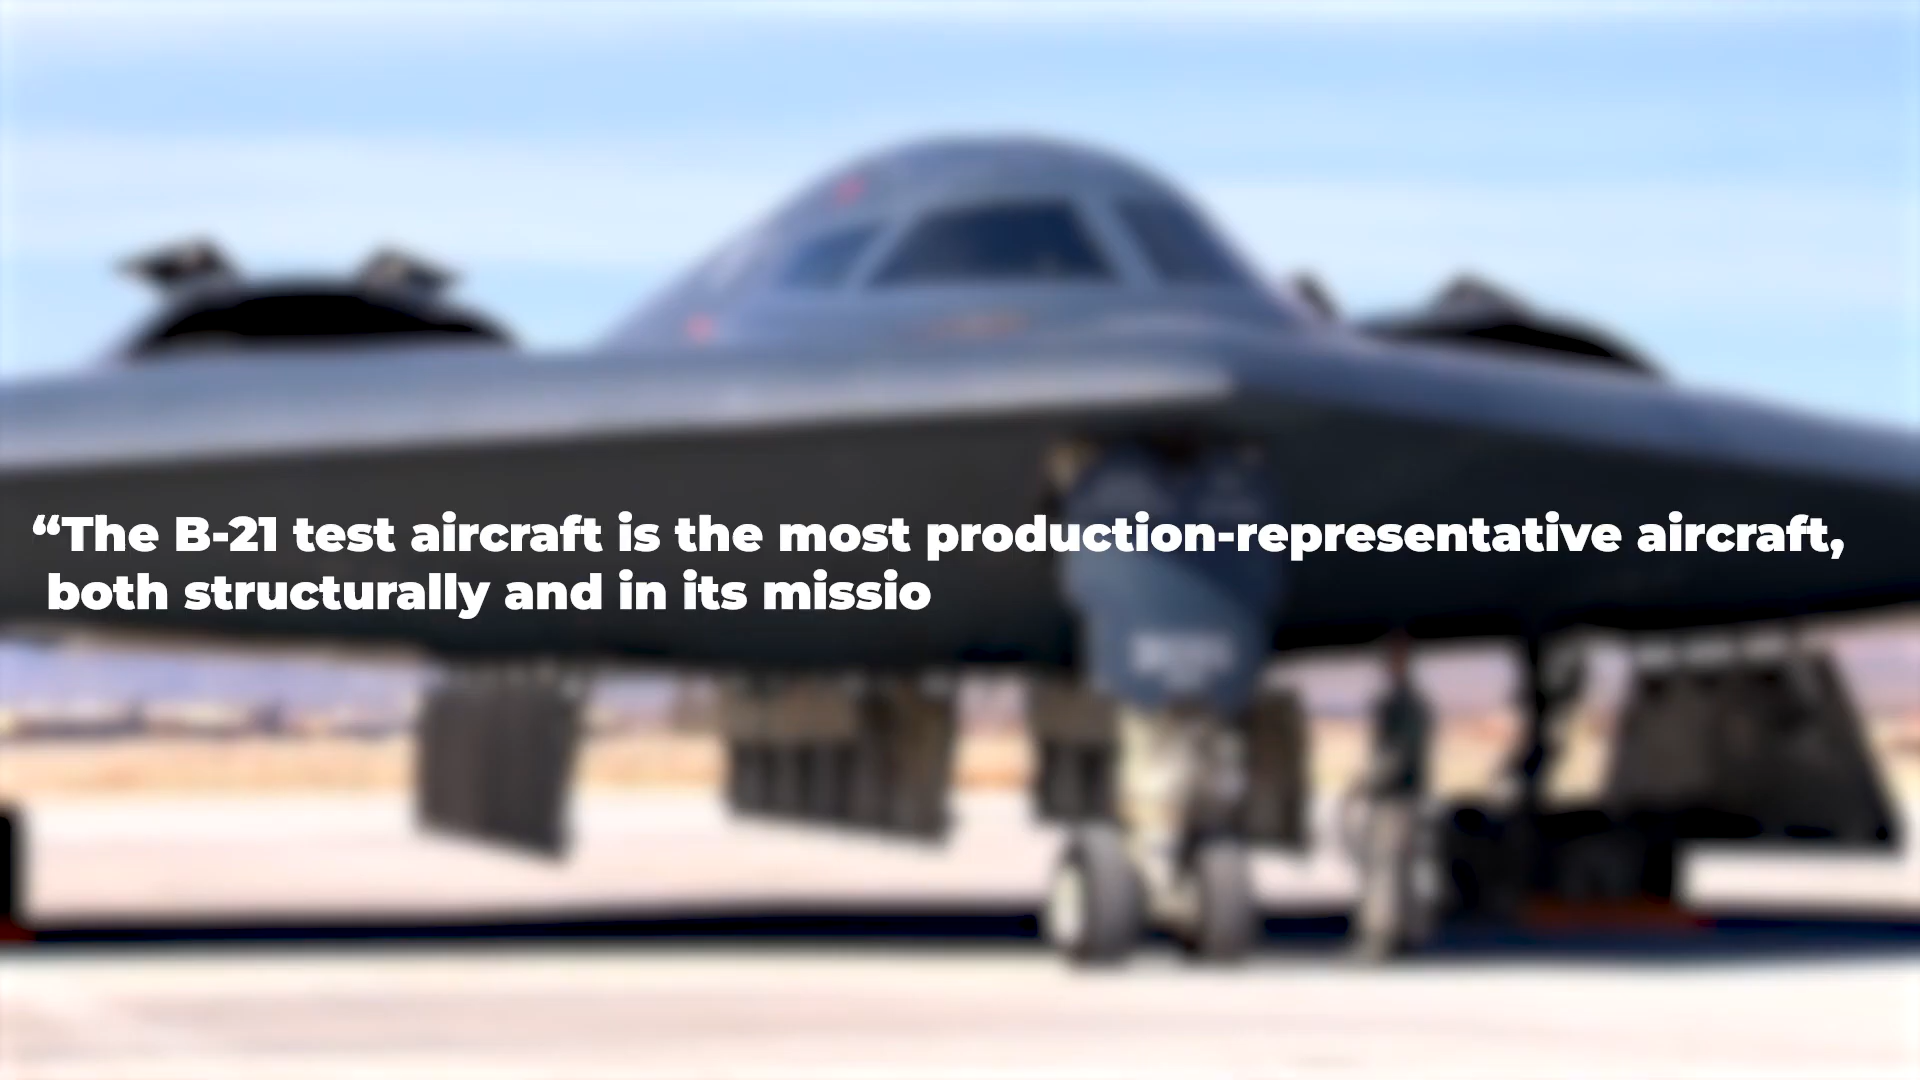 “The B-21 test aircraft is the most production-representative aircraft,
both structurally and in its missio